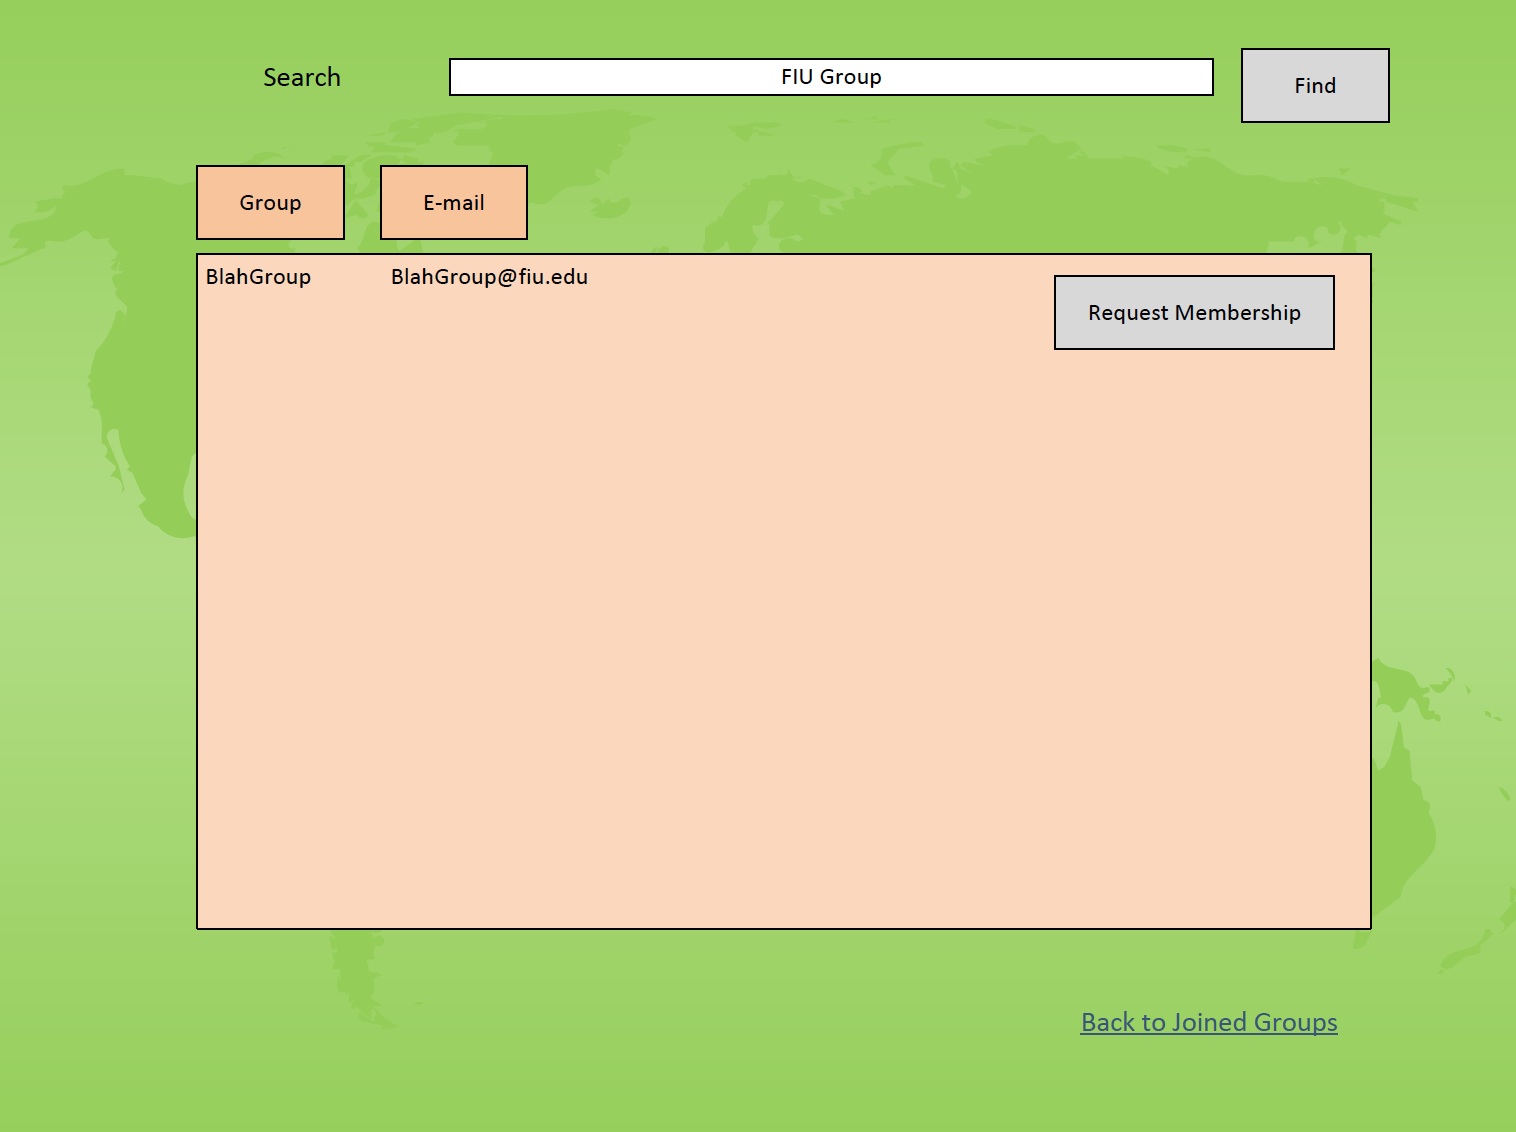 Search
FIU Group
Find
Group
E-mail
BlahGroup
BlahGroup@fiu.edu
Request Membership
Back to Joined Groups